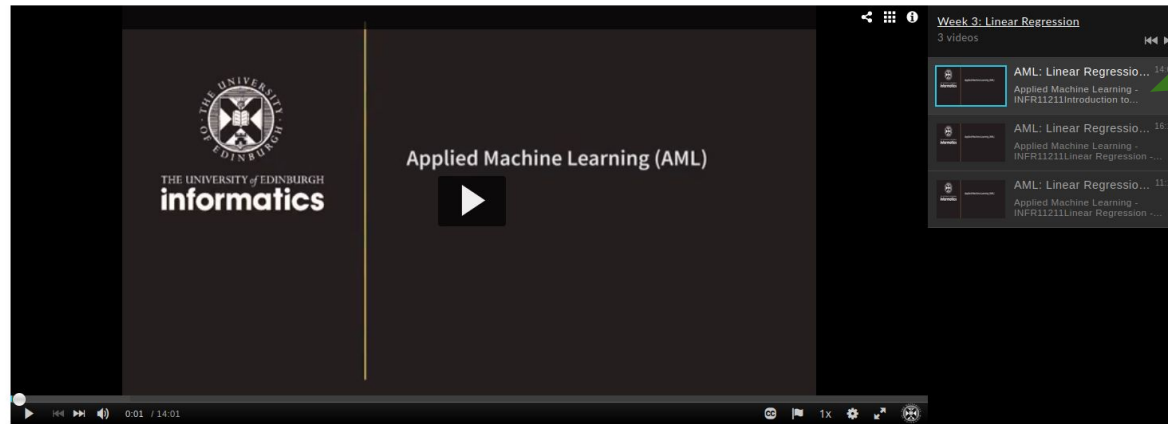 THE UNIVERSITY OF EDINBURGH
THE UNIVERSITY of EDINBURGH
informatics
Applied Machine Learning (AML)
0:01 / 14:01
CC
1x
Week 3: Linear Regression
3 videos
AML: Linear Regressio...
Applied Machine Learning -
INFR11211Introduction to...
AML: Linear Regressio...
Applied Machine Learning -
INFR11211Linear Regression -...
AML: Linear Regressio...
Applied Machine Learning -
INFR11211Linear Regression -...